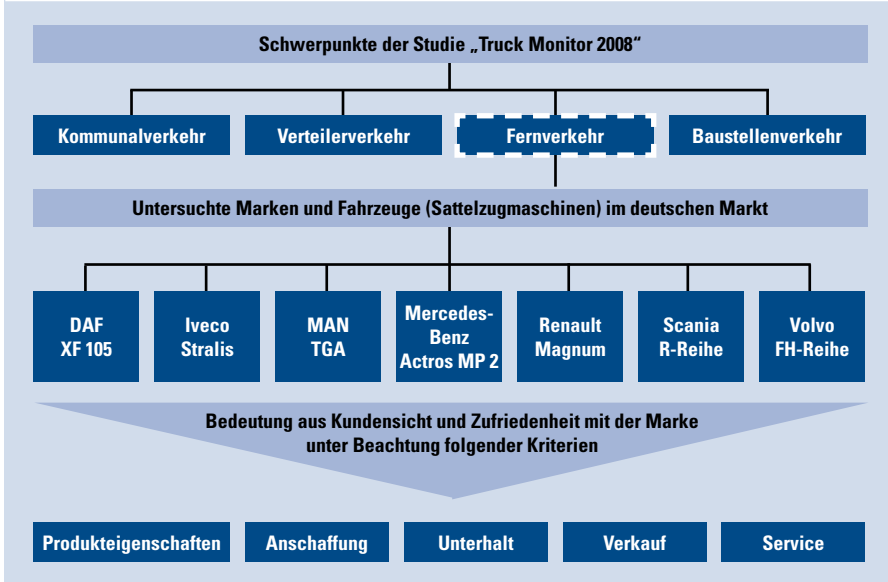 Schwerpunkte der Studie „Truck Monitor 2008“
Kommunalverkehr
Verteilerverkehr
Fernverkehr
Baustellenverkehr
Untersuchte Marken und Fahrzeuge (Sattelzugmaschinen) im deutschen Markt
DAF
XF 105
Iveco
Stralis
MAN
TGA
Mercedes-
Benz
Actros MP 2
Renault
Magnum
Scania
R-Reihe
Volvo
FH-Reihe
Bedeutung aus Kundensicht und Zufriedenheit mit der Marke
unter Beachtung folgender Kriterien
Produkteigenschaften
Anschaffung
Unterhalt
Verkauf
Service